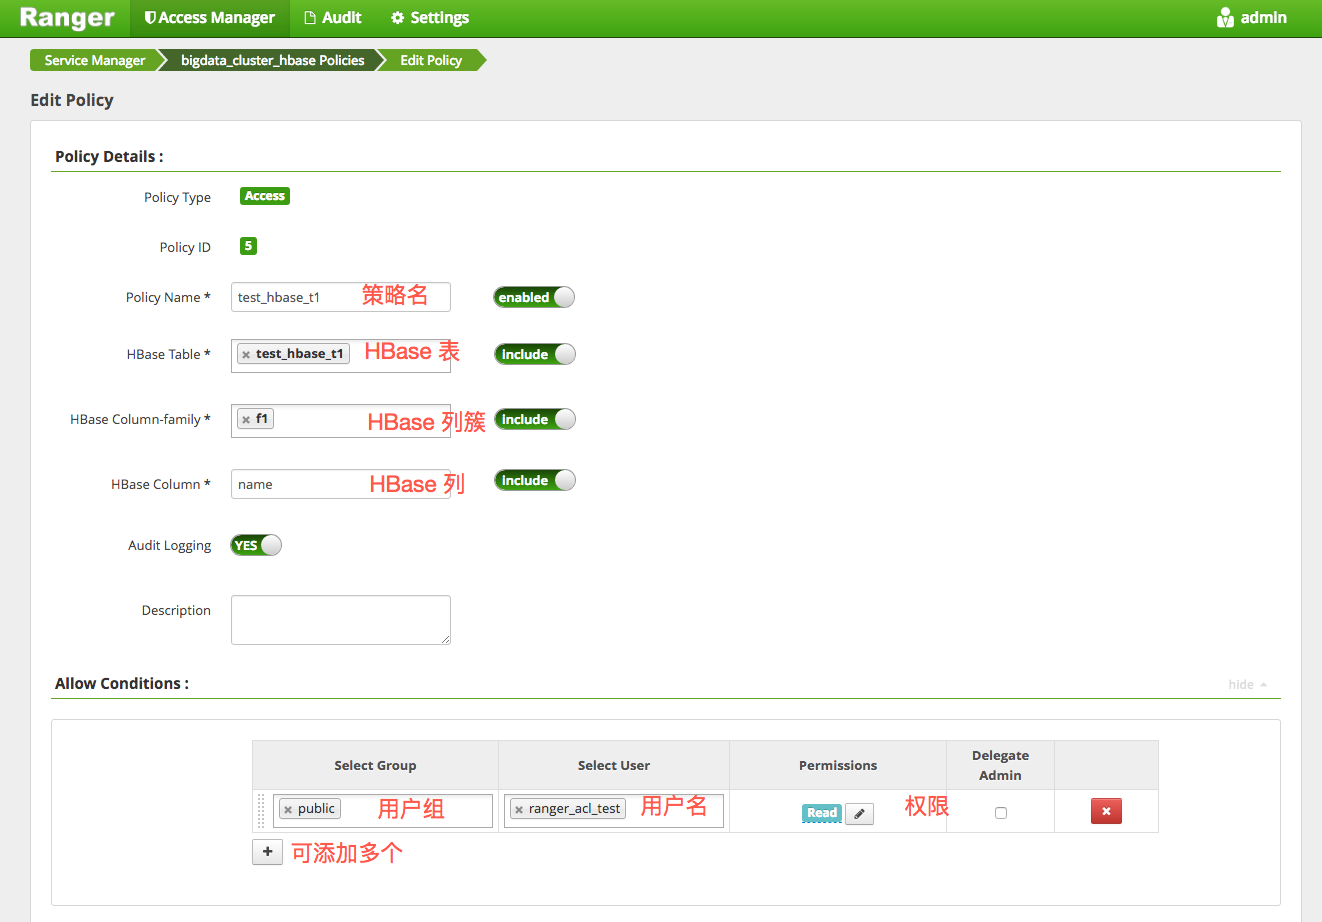 Ranger Access Manager Audit Settings admin
Service Manager bigdata_cluster_hbase Policies Edit Policy
Edit Policy
Policy Details :
Policy Type Access
Policy ID 5
Policy Name * test_hbase_t1 策略名 enabled
HBase Table * × test_hbase_t1 HBase 表 include
HBase Column-family * × f1 HBase 列簇 include
HBase Column * name HBase 列 include
Audit Logging YES
Description
Allow Conditions : hide
Select Group Select User Permissions Delegate Admin
× public 用户组 × ranger_acl_test 用户名 Read 权限 ×
+ 可添加多个